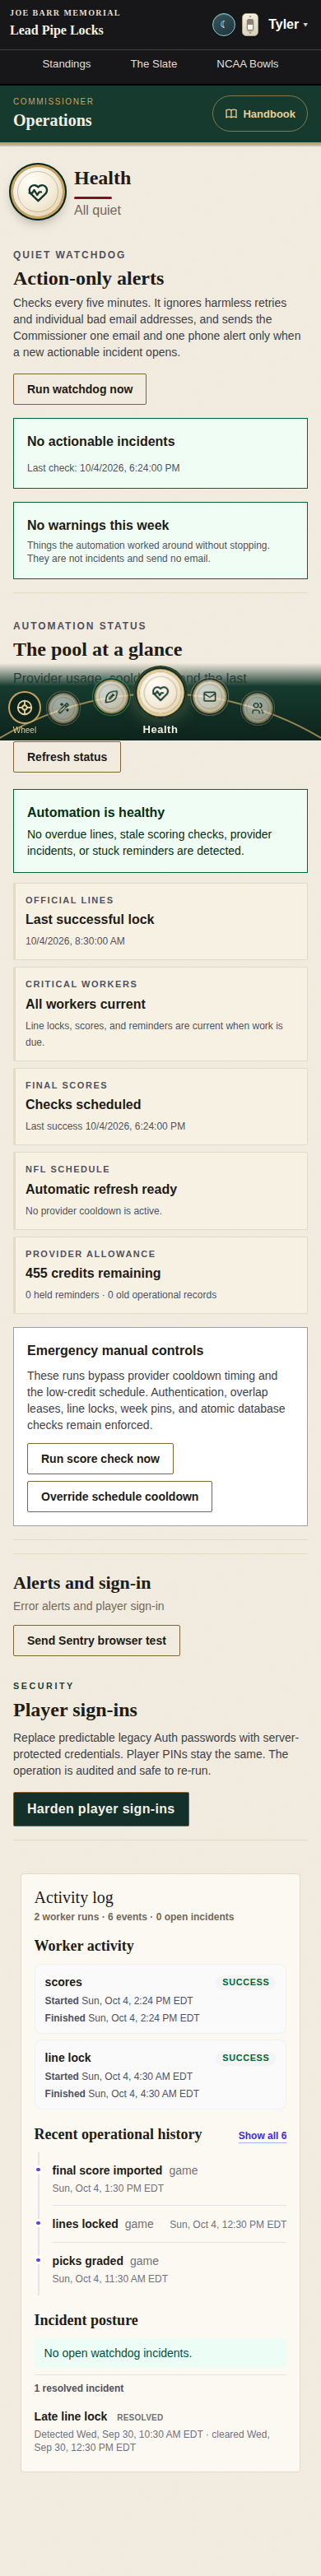 JOE BARR MEMORIAL
Lead Pipe Locks
Tyler
Standings
The Slate
NCAA Bowls
COMMISSIONER
Operations
Handbook
Health
All quiet
QUIET WATCHDOG
Action-only alerts
Checks every five minutes. It ignores harmless retries
and individual bad email addresses, and sends the
Commissioner one email and one phone alert only when
a new actionable incident opens.
Run watchdog now
No actionable incidents
Last check: 10/4/2026, 6:24:00 PM
No warnings this week
Things the automation worked around without stopping.
They are not incidents and send no email.
AUTOMATION STATUS
The pool at a glance
Provider usage, and the last
Wheel
Health
Refresh status
Automation is healthy
No overdue lines, stale scoring checks, provider
incidents, or stuck reminders are detected.
OFFICIAL LINES
Last successful lock
10/4/2026, 8:30:00 AM
CRITICAL WORKERS
All workers current
Line locks, scores, and reminders are current when work is
due.
FINAL SCORES
Checks scheduled
Last success 10/4/2026, 6:24:00 PM
NFL SCHEDULE
Automatic refresh ready
No provider cooldown is active.
PROVIDER ALLOWANCE
455 credits remaining
0 held reminders · 0 old operational records
Emergency manual controls
These runs bypass provider cooldown timing and
the low-credit schedule. Authentication, overlap
leases, line locks, week pins, and atomic database
checks remain enforced.
Run score check now
Override schedule cooldown
Alerts and sign-in
Error alerts and player sign-in
Send Sentry browser test
SECURITY
Player sign-ins
Replace predictable legacy Auth passwords with server-
protected credentials. Player PINs stay the same. The
operation is audited and safe to re-run.
Harden player sign-ins
Activity log
2 worker runs · 6 events · 0 open incidents
Worker activity
scores SUCCESS
Started Sun, Oct 4, 2:24 PM EDT
Finished Sun, Oct 4, 2:24 PM EDT
line lock SUCCESS
Started Sun, Oct 4, 4:30 AM EDT
Finished Sun, Oct 4, 4:30 AM EDT
Recent operational history Show all 6
final score imported game
Sun, Oct 4, 1:30 PM EDT
lines locked game Sun, Oct 4, 12:30 PM EDT
picks graded game
Sun, Oct 4, 11:30 AM EDT
Incident posture
No open watchdog incidents.
1 resolved incident
Late line lock RESOLVED
Detected Wed, Sep 30, 10:30 AM EDT · cleared Wed,
Sep 30, 12:30 PM EDT